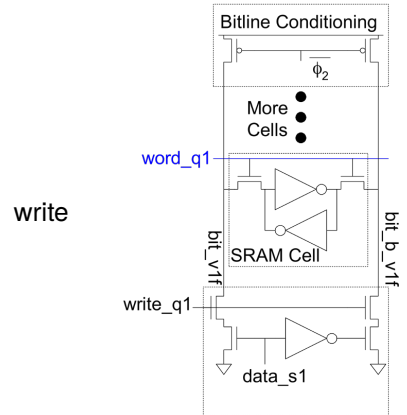 Bitline Conditioning
φ₂
More
Cells
word_q1
write
bit_v1f
bit_b_v1f
SRAM Cell
write_q1
data_s1